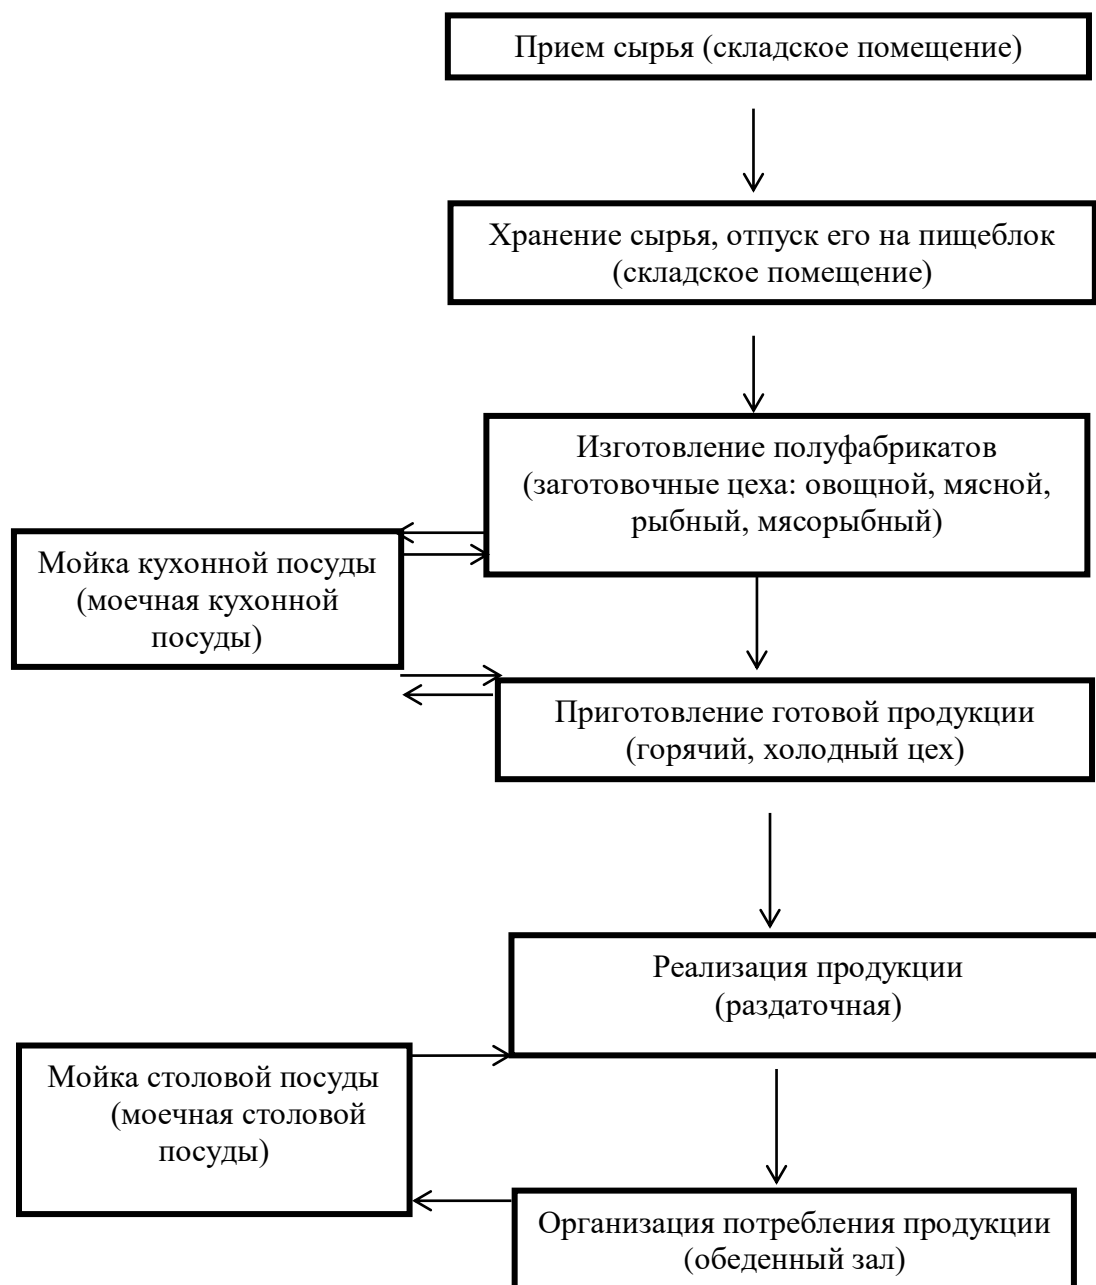 Прием сырья (складское помещение)
Хранение сырья, отпуск его на пищеблок
(складское помещение)
Изготовление полуфабрикатов
(заготовочные цеха: овощной, мясной,
рыбный, мясорыбный)
Мойка кухонной посуды
(моечная кухонной
посуды)
Приготовление готовой продукции
(горячий, холодный цех)
Реализация продукции
(раздаточная)
Мойка столовой посуды
(моечная столовой
посуды)
Организация потребления продукции
(обеденный зал)